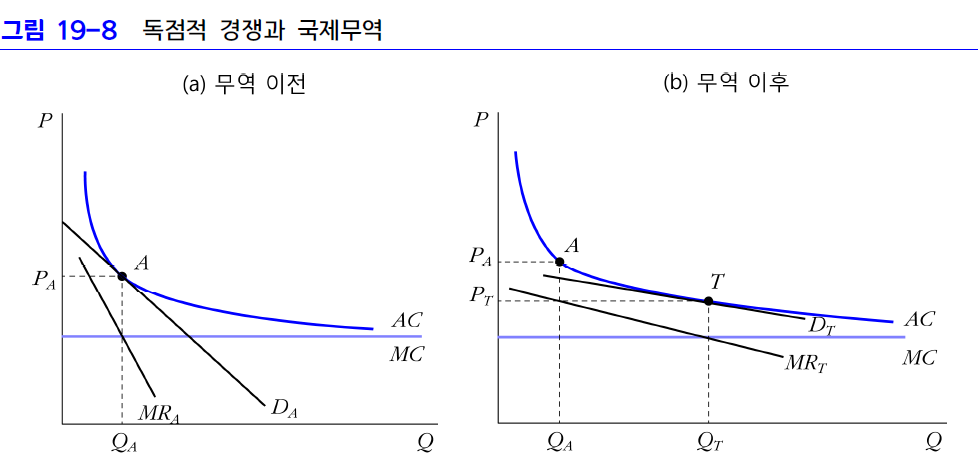 그림 19-8 독점적 경쟁과 국제무역
(a) 무역 이전
P
A
P_A
AC
MC
MR_A
D_A
Q_A
Q
(b) 무역 이후
P
A
P_A
T
P_T
D_T
AC
MC
MR_T
Q_A
Q_T
Q